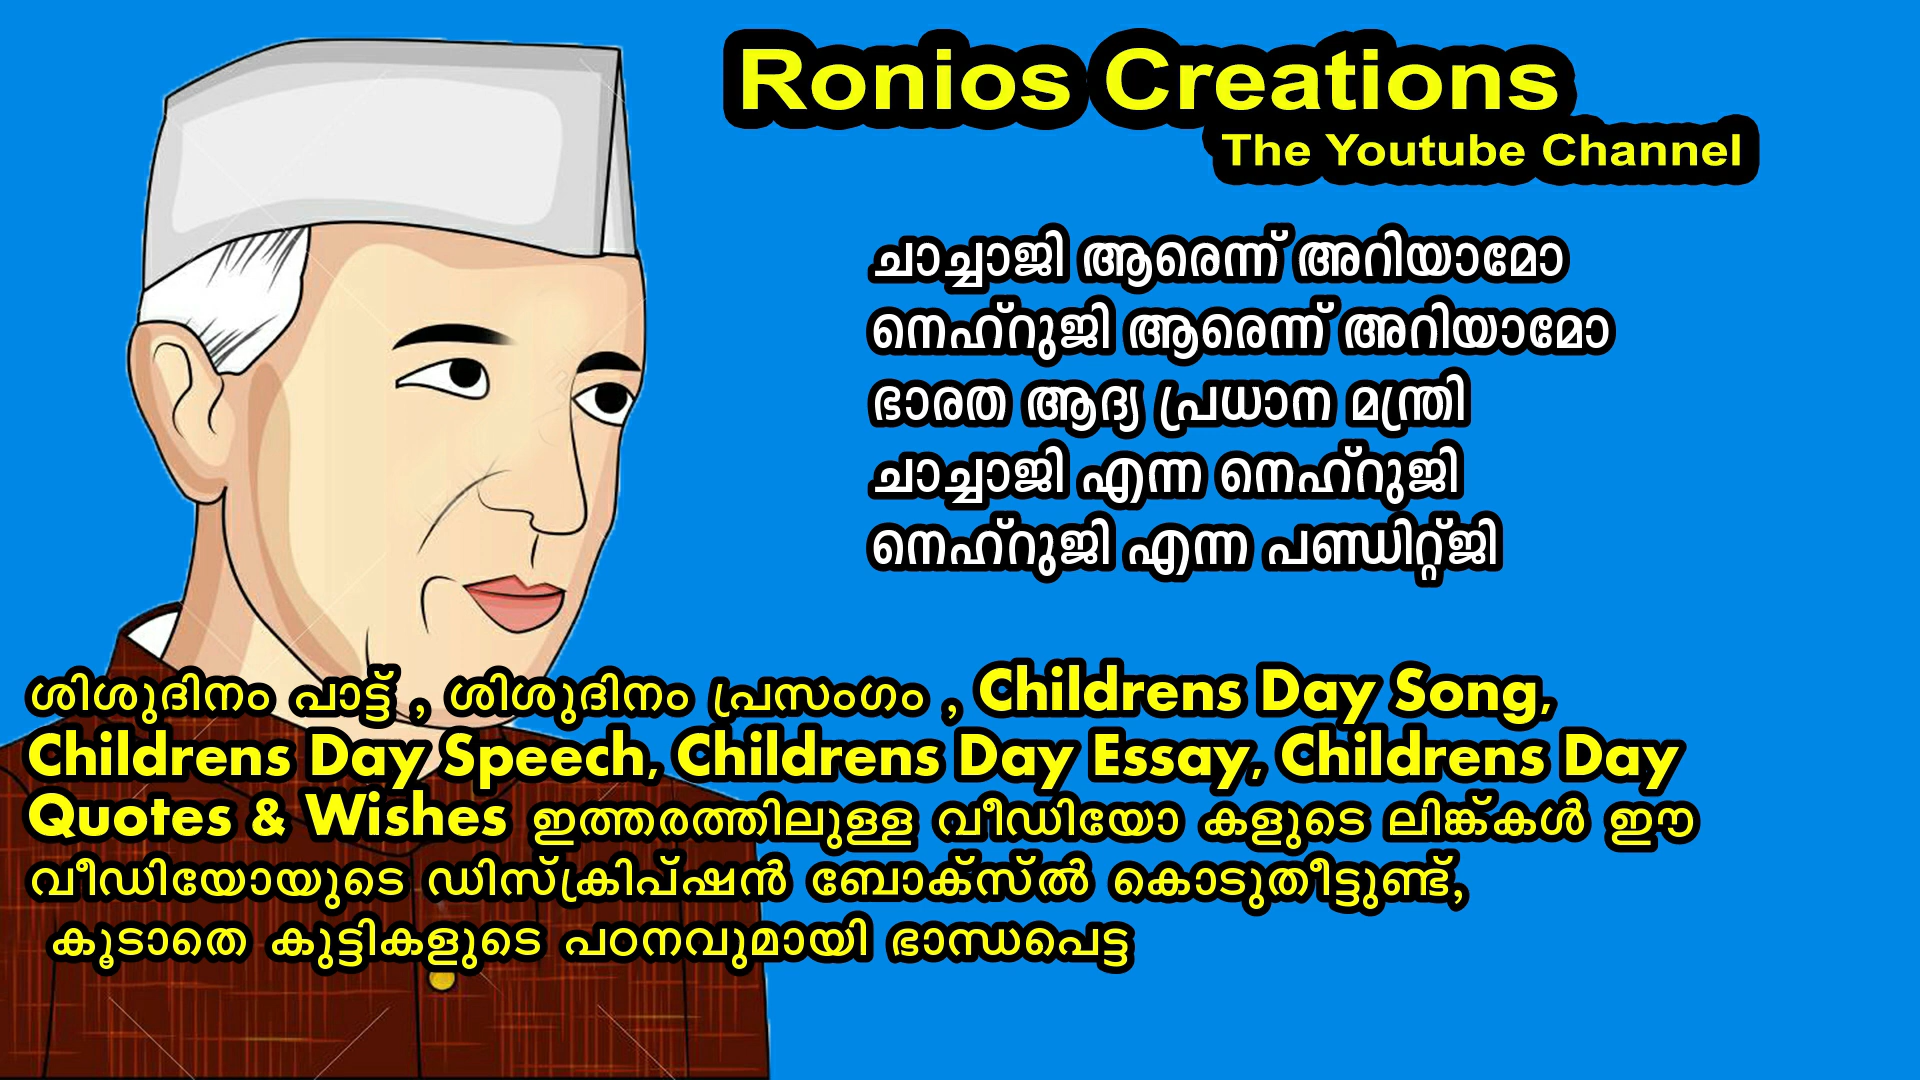 Ronios Creations
The Youtube Channel
ചാച്ചാജി ആരെന്ന് അറിയാമോ
നെഹ്റുജി ആരെന്ന് അറിയാമോ
ഭാരത ആദ്യ പ്രധാന മന്ത്രി
ചാച്ചാജി എന്ന നെഹ്റുജി
നെഹ്റുജി എന്ന പണ്ഡിറ്റ്ജി
ശിശുദിനം പാട്ട് , ശിശുദിനം പ്രസംഗം , Childrens Day Song,
Childrens Day Speech, Childrens Day Essay, Childrens Day
Quotes & Wishes ഇത്തരത്തിലുള്ള വീഡിയോ കളുടെ ലിങ്ക്കൾ ഈ
വീഡിയോയുടെ ഡിസ്ക്രിപ്ഷൻ ബോക്സ്ൽ കൊടുതീട്ടുണ്ട്,
കൂടാതെ കുട്ടികളുടെ പഠനവുമായി ഭാന്ധപെട്ട